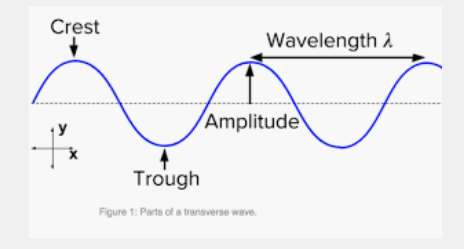 Crest
Wavelength λ
Amplitude
y
x
Trough
Figure 1: Parts of a transverse wave.